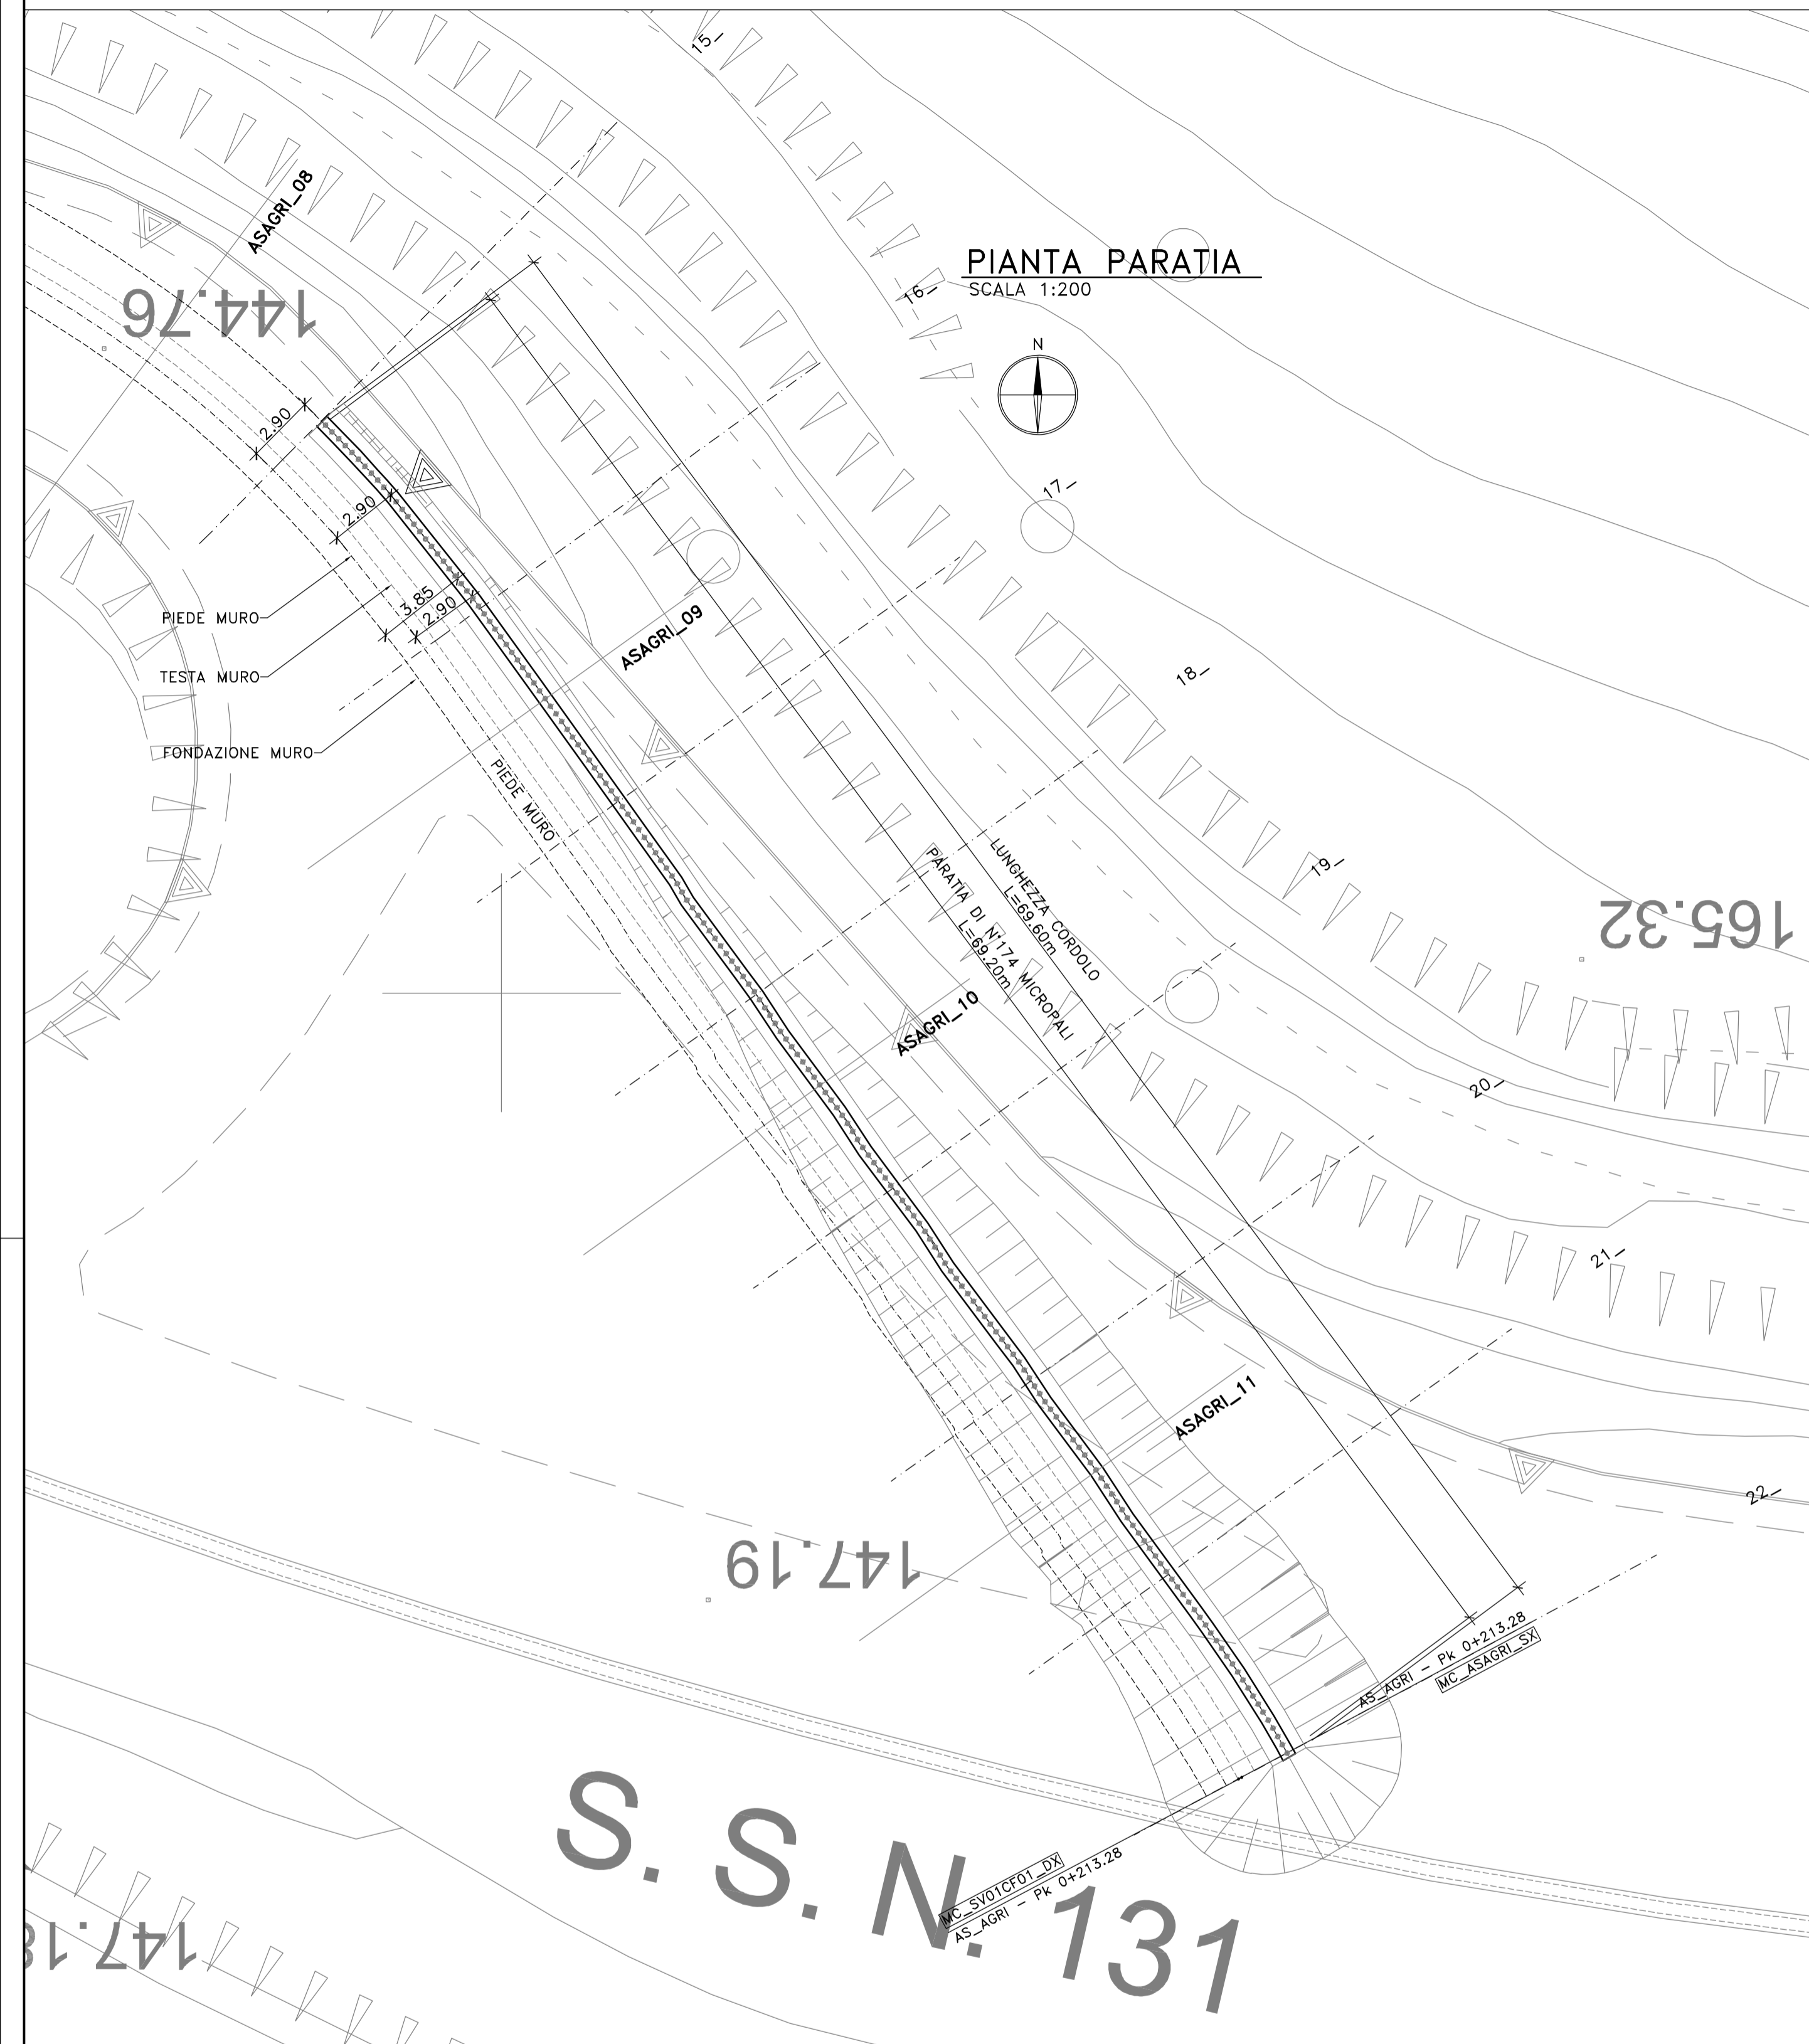 15
ASAGRI_08
144.76
PIANTA PARATIA
SCALA 1:200
16
N
2.90
17
2.90
3.85
2.90
PIEDE MURO
TESTA MURO
FONDAZIONE MURO
ASAGRI_09
18
PIEDE MURO
19
LUNGHEZZA CORDOLO
L=69.60m
PARATIA DI N°174 MICROPALI
L=69.20m
165.32
ASAGRI_10
20
21
ASAGRI_11
22
147.19
AS_AGRI - Pk 0+213.28
MC_ASAGRI_SX
S. S. N. 131
MC_SV01CF01_DX
AS_AGRI - Pk 0+213.28
147.18